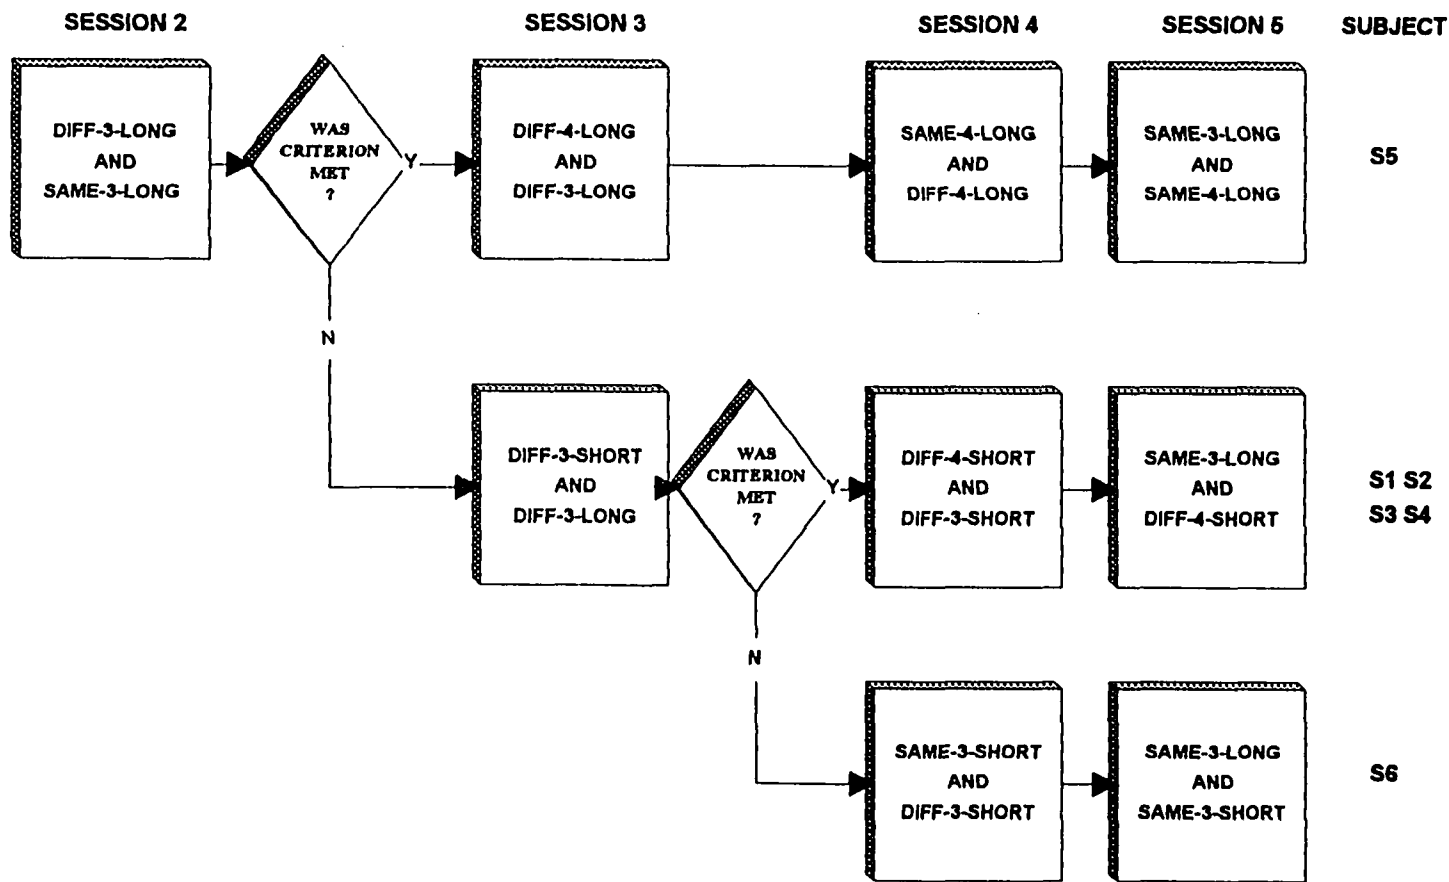 SESSION 2
SESSION 3
SESSION 4
SESSION 5
SUBJECT
DIFF-3-LONG
AND
SAME-3-LONG
WAS
CRITERION
MET
?
Y
DIFF-4-LONG
AND
DIFF-3-LONG
SAME-4-LONG
AND
DIFF-4-LONG
SAME-3-LONG
AND
SAME-4-LONG
S5
N
DIFF-3-SHORT
AND
DIFF-3-LONG
WAS
CRITERION
MET
?
Y
DIFF-4-SHORT
AND
DIFF-3-SHORT
SAME-3-LONG
AND
DIFF-4-SHORT
S1 S2
S3 S4
N
SAME-3-SHORT
AND
DIFF-3-SHORT
SAME-3-LONG
AND
SAME-3-SHORT
S6